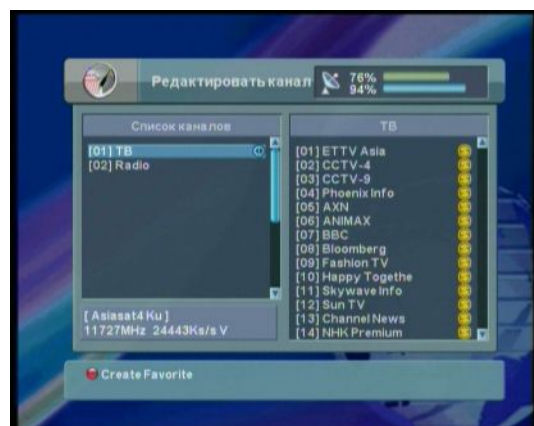 Редактировать канал
76%
94%
Список каналов
[01] ТВ
[02] Radio
[ Asiasat4 Ku ]
11727MHz 24443Ks/s V
ТВ
[01] ETTV Asia
[02] CCTV-4
[03] CCTV-9
[04] Phoenix Info
[05] AXN
[06] ANIMAX
[07] BBC
[08] Bloomberg
[09] Fashion TV
[10] Happy Togethe
[11] Skywave Info
[12] Sun TV
[13] Channel News
[14] NHK Premium
Create Favorite